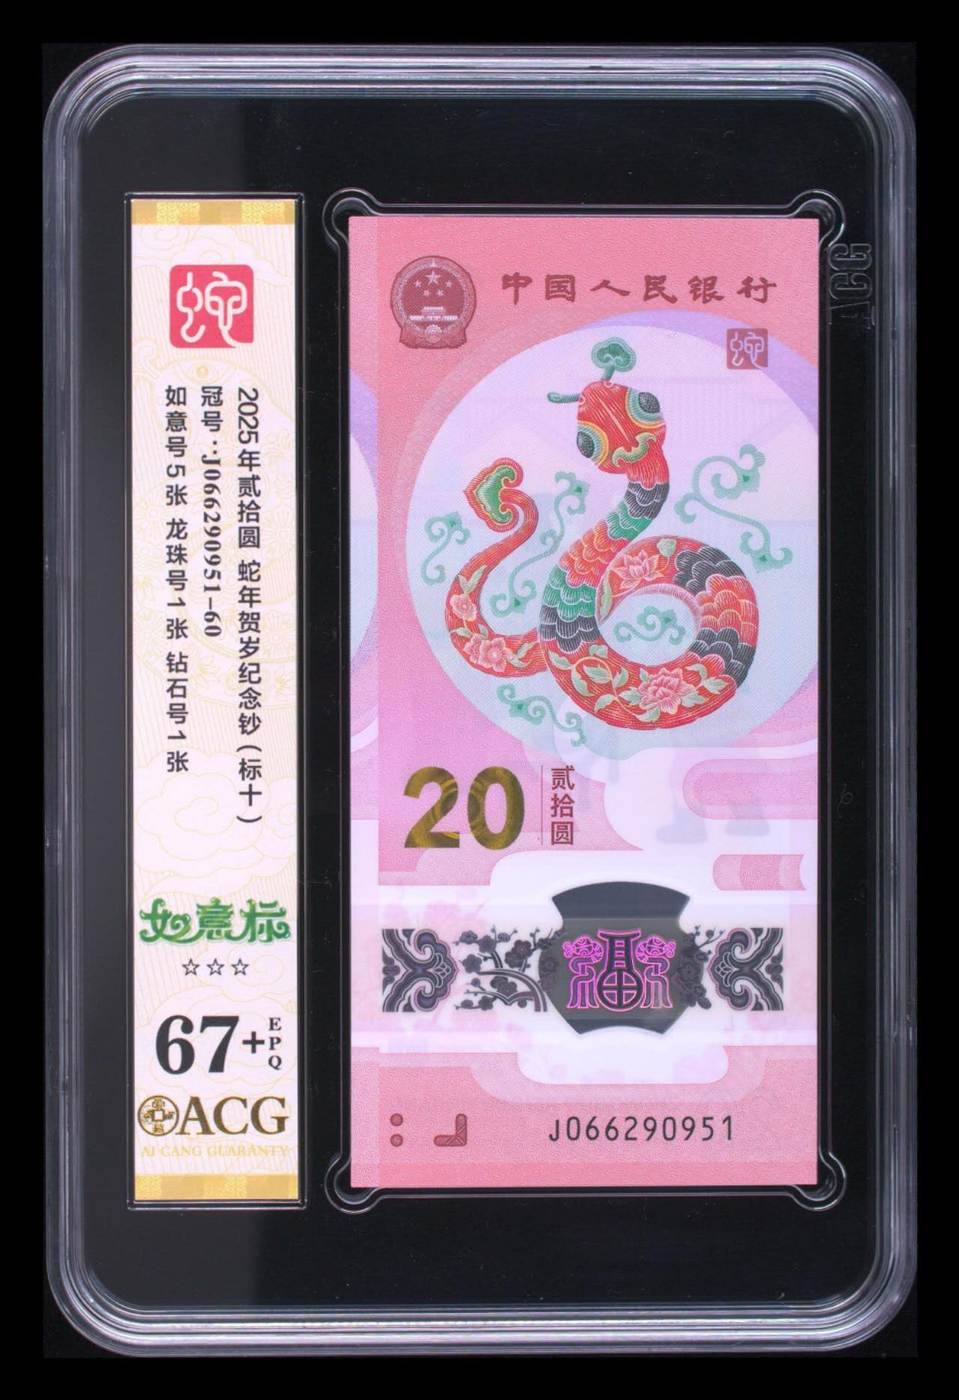 蛇
2025年贰拾圆 蛇年贺岁纪念钞(标十)
冠号:J066290951-60
如意号5张 龙珠号1张 钻石号1张
如意标
☆☆☆
67+EPQ
ACG
AI CANG GUARANTY
中国人民银行
蛇
20 贰拾圆
福
J066290951
ACG